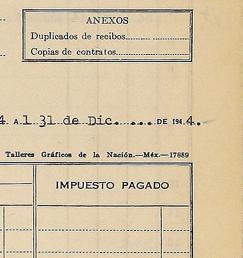 ANEXOS
Duplicados de recibos
Copias de contratos
4 A 1 31 de Dic. .... DE 194 4.
Talleres Gráficos de la Nación.—Méx.—17889
IMPUESTO PAGADO